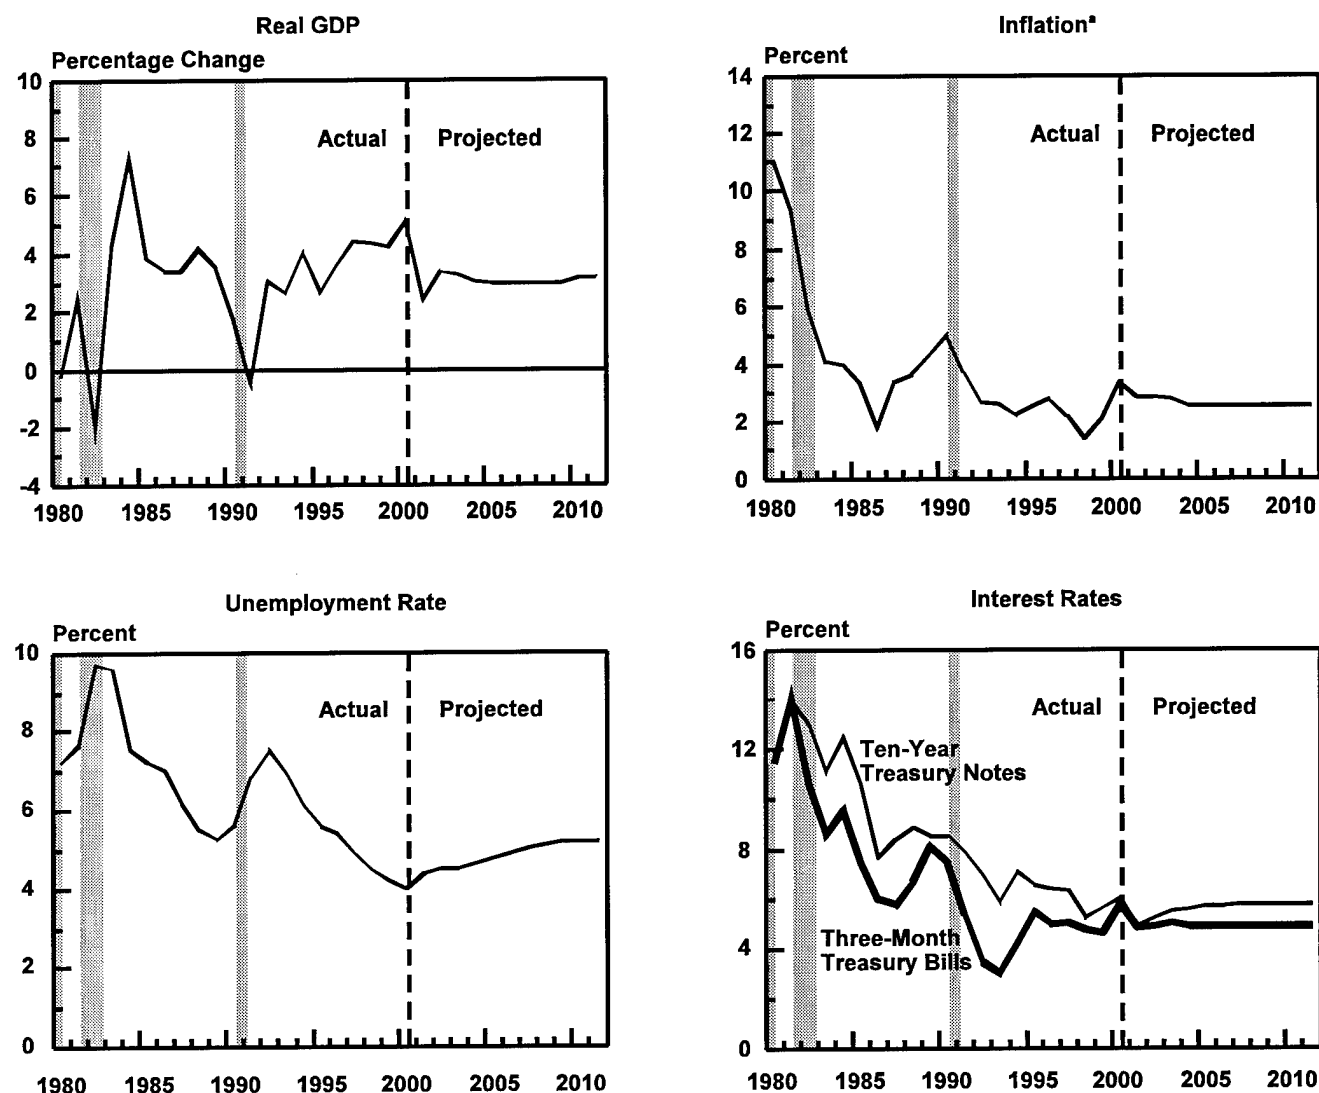 Real GDP
Percentage Change
10
8
6
4
2
0
-2
-4
Actual
Projected
1980 1985 1990 1995 2000 2005 2010
Inflationᵃ
Percent
14
12
10
8
6
4
2
0
Actual
Projected
1980 1985 1990 1995 2000 2005 2010
Unemployment Rate
Percent
10
8
6
4
2
0
Actual
Projected
1980 1985 1990 1995 2000 2005 2010
Interest Rates
Percent
16
12
8
4
0
Actual
Projected
Ten-Year
Treasury Notes
Three-Month
Treasury Bills
1980 1985 1990 1995 2000 2005 2010